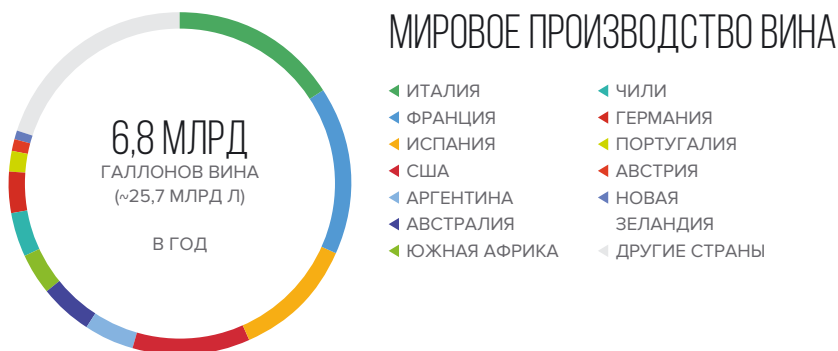 МИРОВОЕ ПРОИЗВОДСТВО ВИНА
6,8 МЛРД
ГАЛЛОНОВ ВИНА
(~25,7 МЛРД Л)
В ГОД
ИТАЛИЯ
ФРАНЦИЯ
ИСПАНИЯ
США
АРГЕНТИНА
АВСТРАЛИЯ
ЮЖНАЯ АФРИКА
ЧИЛИ
ГЕРМАНИЯ
ПОРТУГАЛИЯ
АВСТРИЯ
НОВАЯ
ЗЕЛАНДИЯ
ДРУГИЕ СТРАНЫ